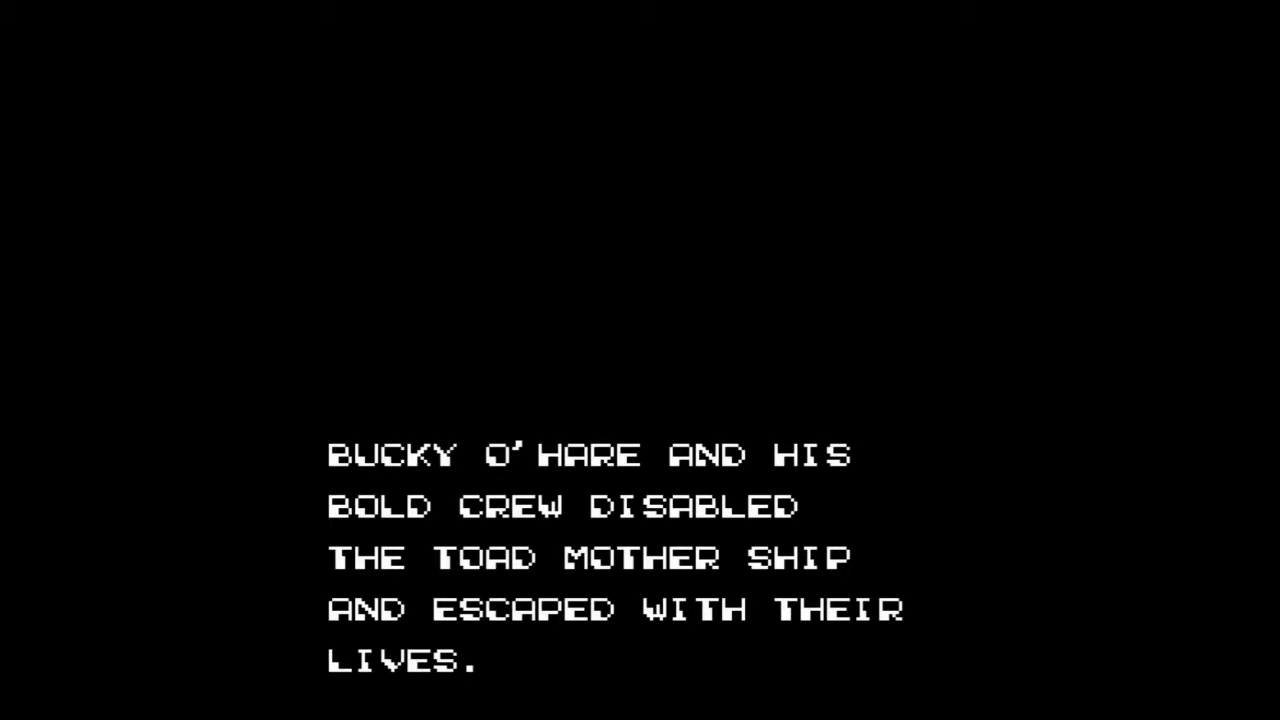 BUCKY O'HARE AND HIS
BOLD CREW DISABLED
THE TOAD MOTHER SHIP
AND ESCAPED WITH THEIR
LIVES.